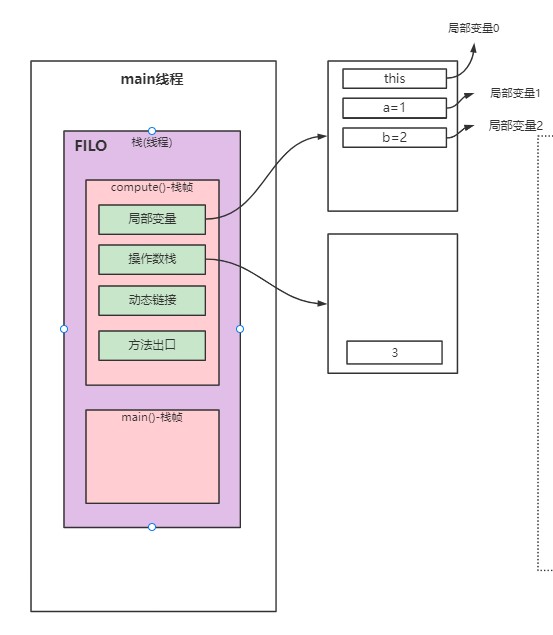 局部变量0
main线程
this
局部变量1
a=1
局部变量2
b=2
FILO
栈(线程)
compute()-栈帧
局部变量
操作数栈
动态链接
方法出口
3
main()-栈帧